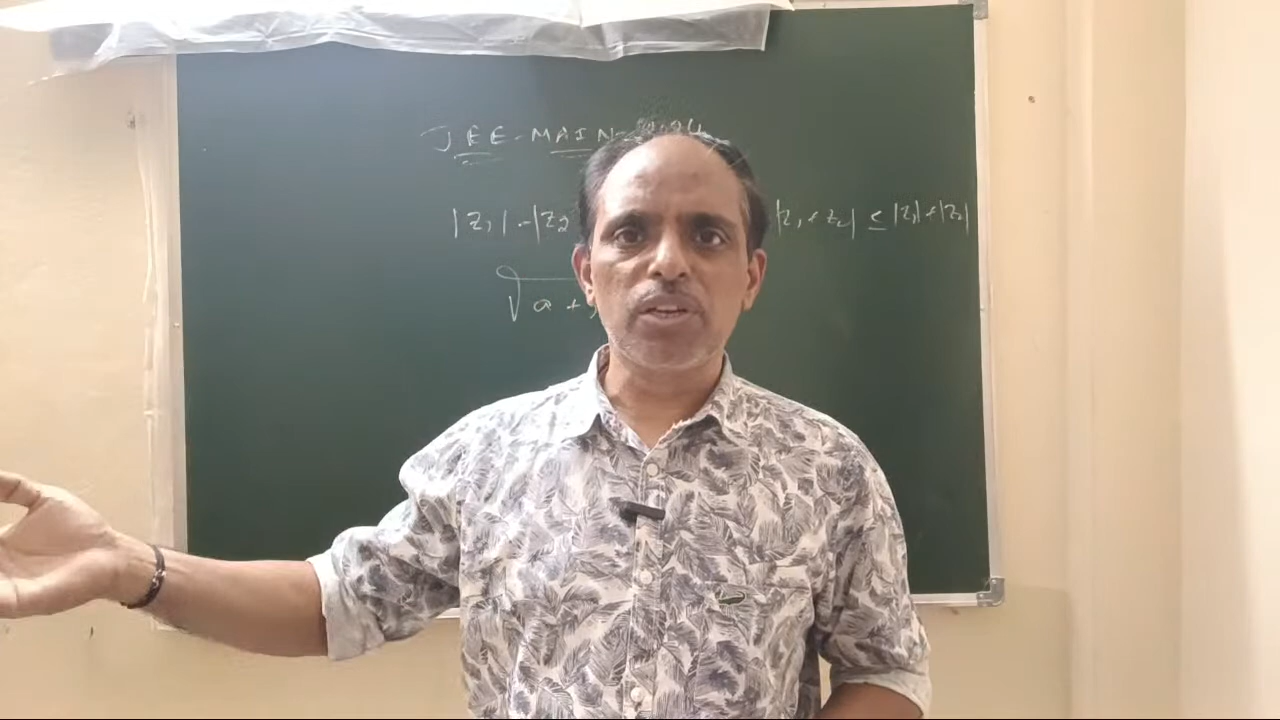 JEE-MAIN-2024
|Z₁| - |Z₂ |Z₁ + Z₂| ≤ |Z₁| + |Z₂|
√a +